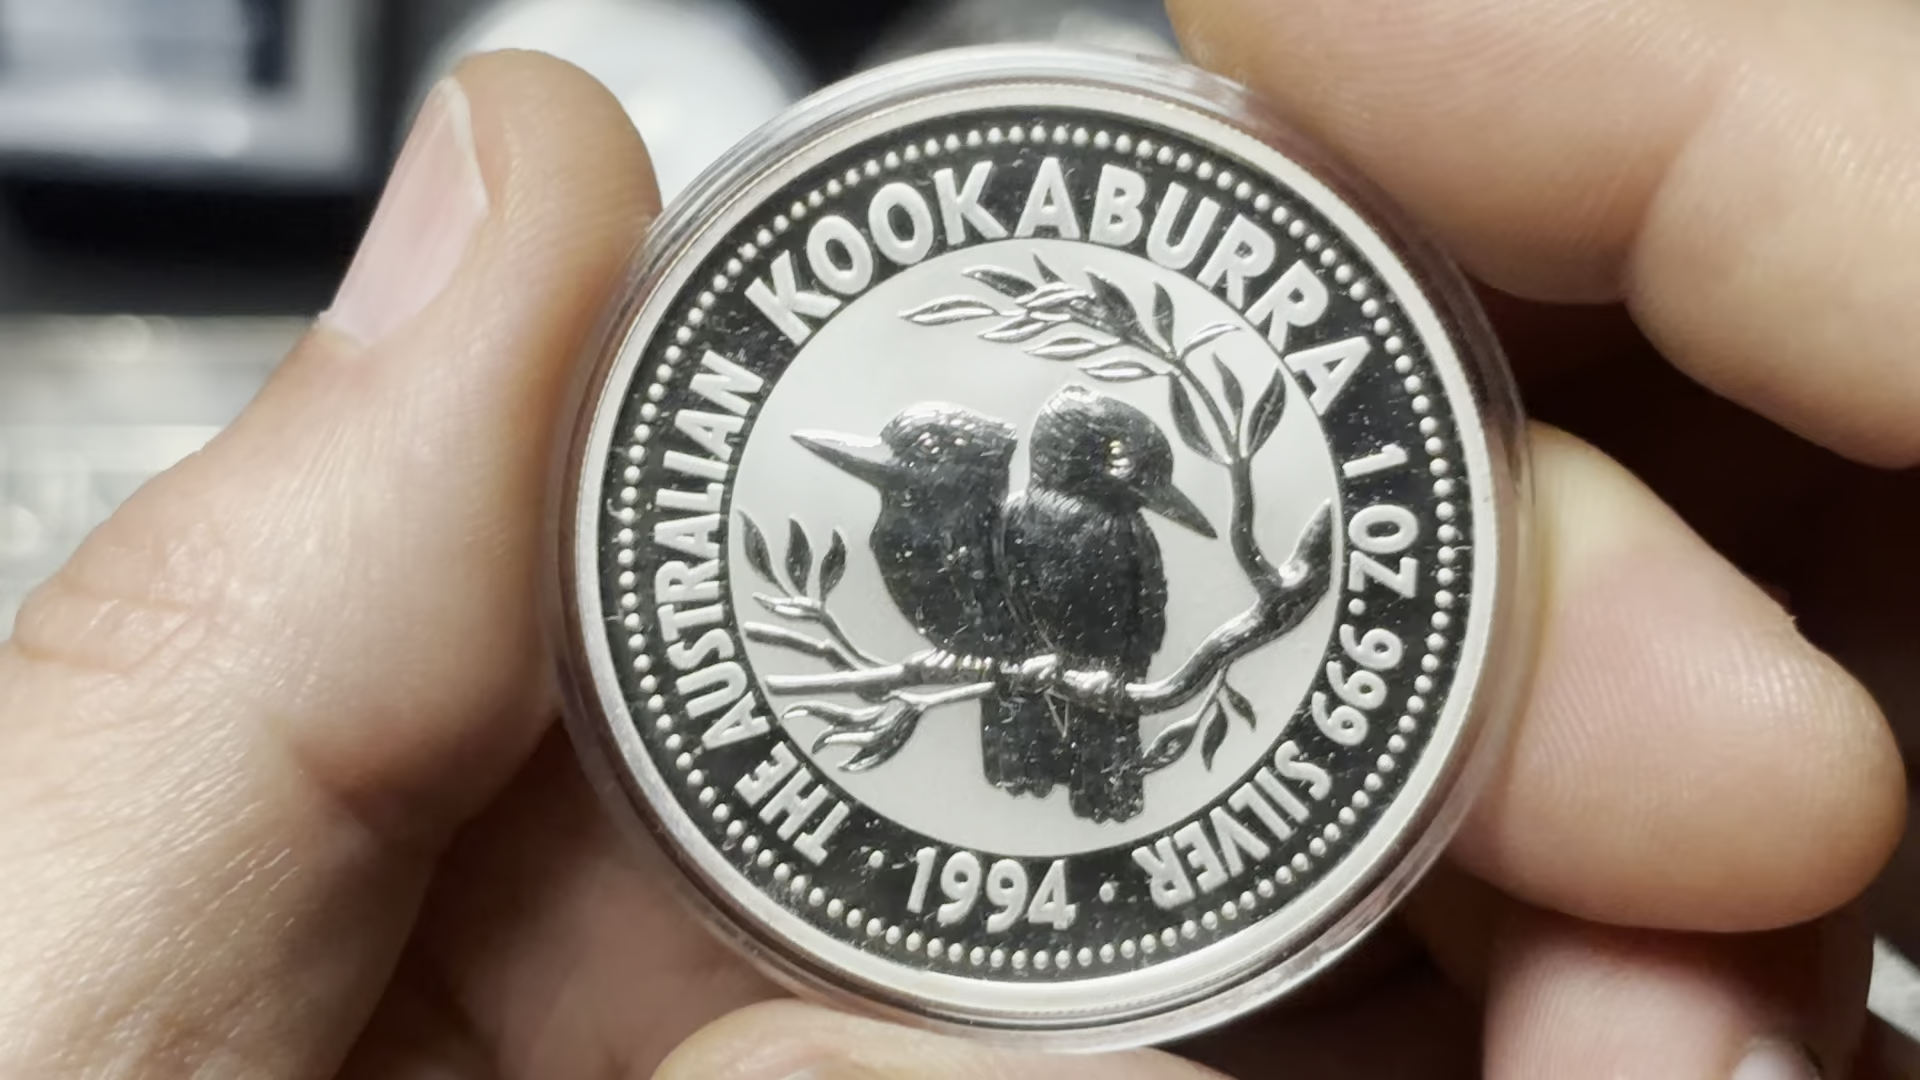 THE AUSTRALIAN KOOKABURRA 1 OZ. 999 SILVER
· 1994 ·